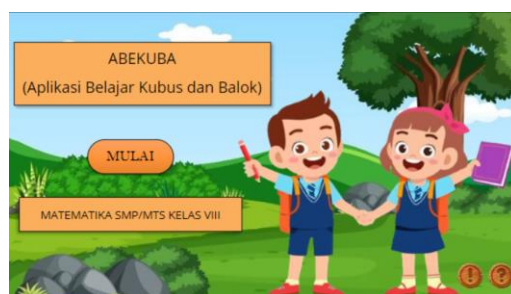 ABEKUBA
(Aplikasi Belajar Kubus dan Balok)
MULAI
MATEMATIKA SMP/MTS KELAS VIII
! ?